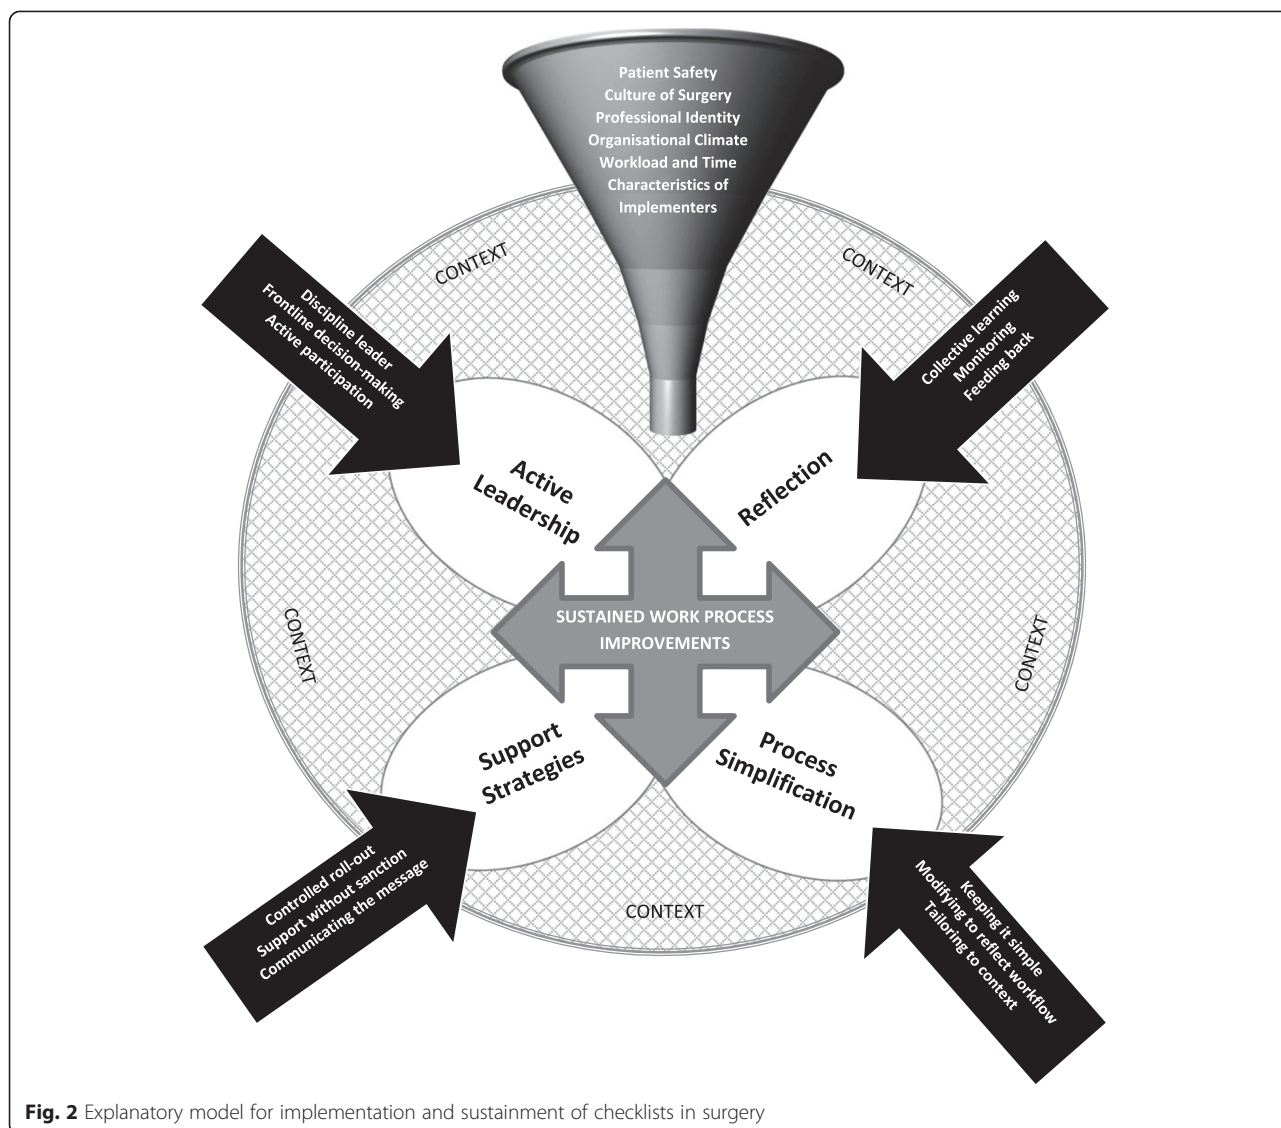 Patient Safety
Culture of Surgery
Professional Identity
Organisational Climate
Workload and Time
Characteristics of
Implementers
CONTEXT
CONTEXT
Discipline leader
Frontline decision-making
Active participation
Collective learning
Monitoring
Feeding back
Active
Leadership
Reflection
SUSTAINED WORK PROCESS
IMPROVEMENTS
CONTEXT
CONTEXT
Support
Strategies
Process
Simplification
Controlled roll-out
Support without sanction
Communicating the message
Keeping it simple
Modifying to reflect workflow
Tailoring to context
CONTEXT
Fig. 2 Explanatory model for implementation and sustainment of checklists in surgery